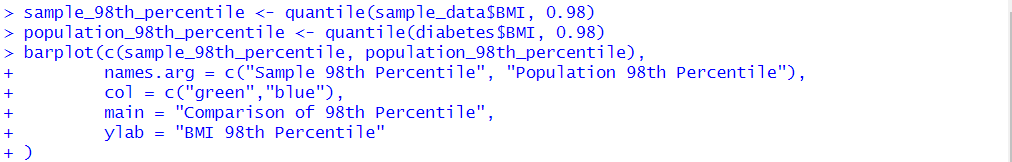 > sample_98th_percentile <- quantile(sample_data$BMI, 0.98)
> population_98th_percentile <- quantile(diabetes$BMI, 0.98)
> barplot(c(sample_98th_percentile, population_98th_percentile),
+         names.arg = c("Sample 98th Percentile", "Population 98th Percentile"),
+         col = c("green","blue"),
+         main = "Comparison of 98th Percentile",
+         ylab = "BMI 98th Percentile"
+ )